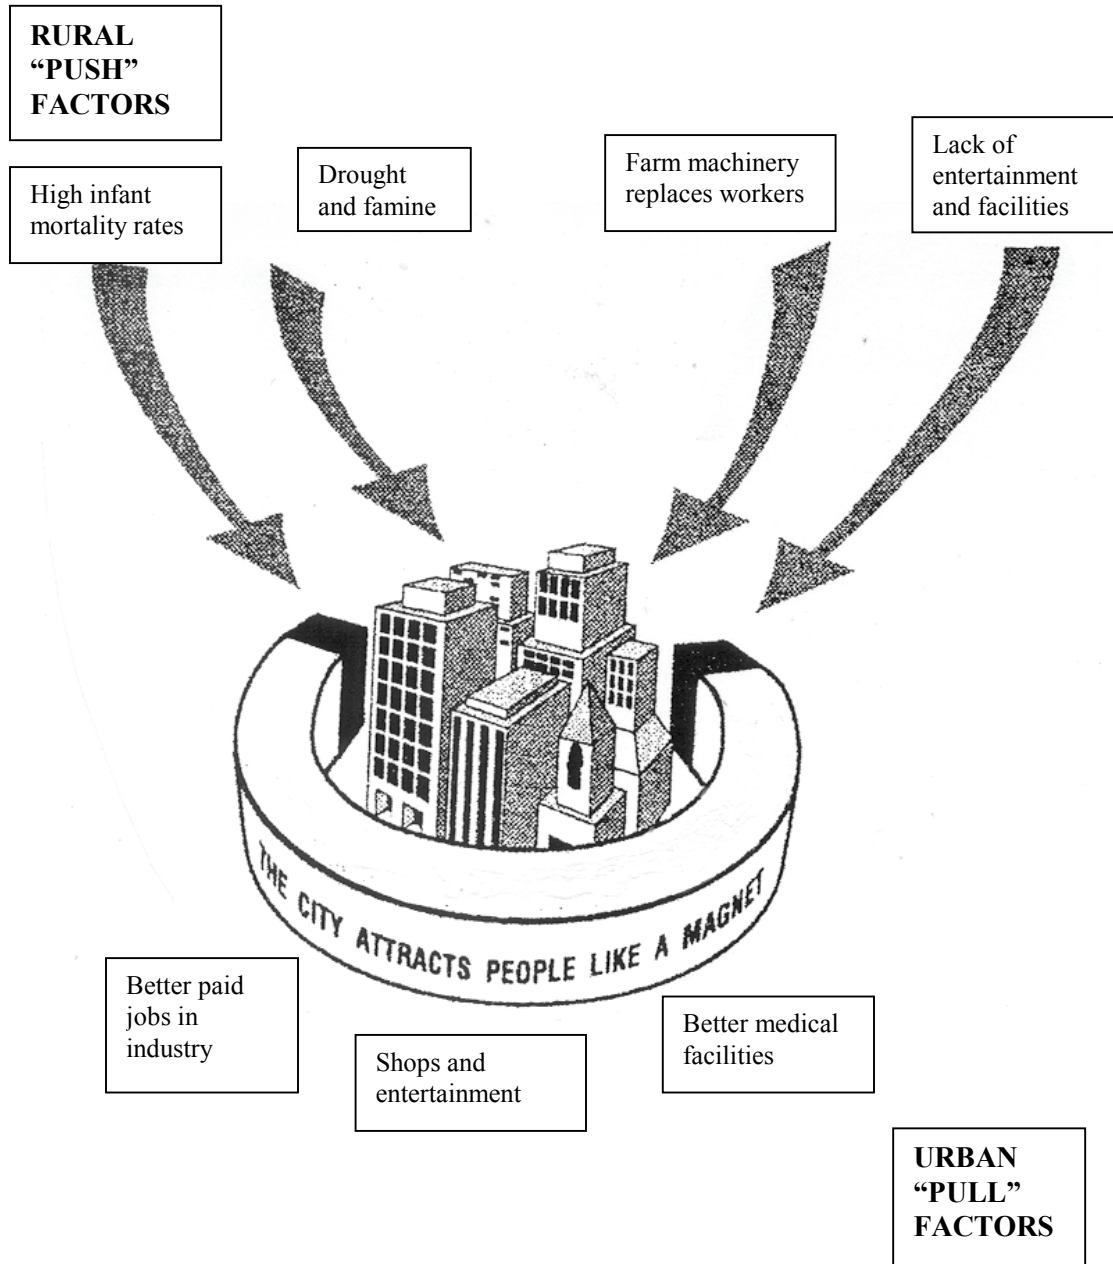 RURAL
“PUSH”
FACTORS
High infant
mortality rates
Drought
and famine
Farm machinery
replaces workers
Lack of
entertainment
and facilities
THE CITY ATTRACTS PEOPLE LIKE A MAGNET
Better paid
jobs in
industry
Shops and
entertainment
Better medical
facilities
URBAN
“PULL”
FACTORS